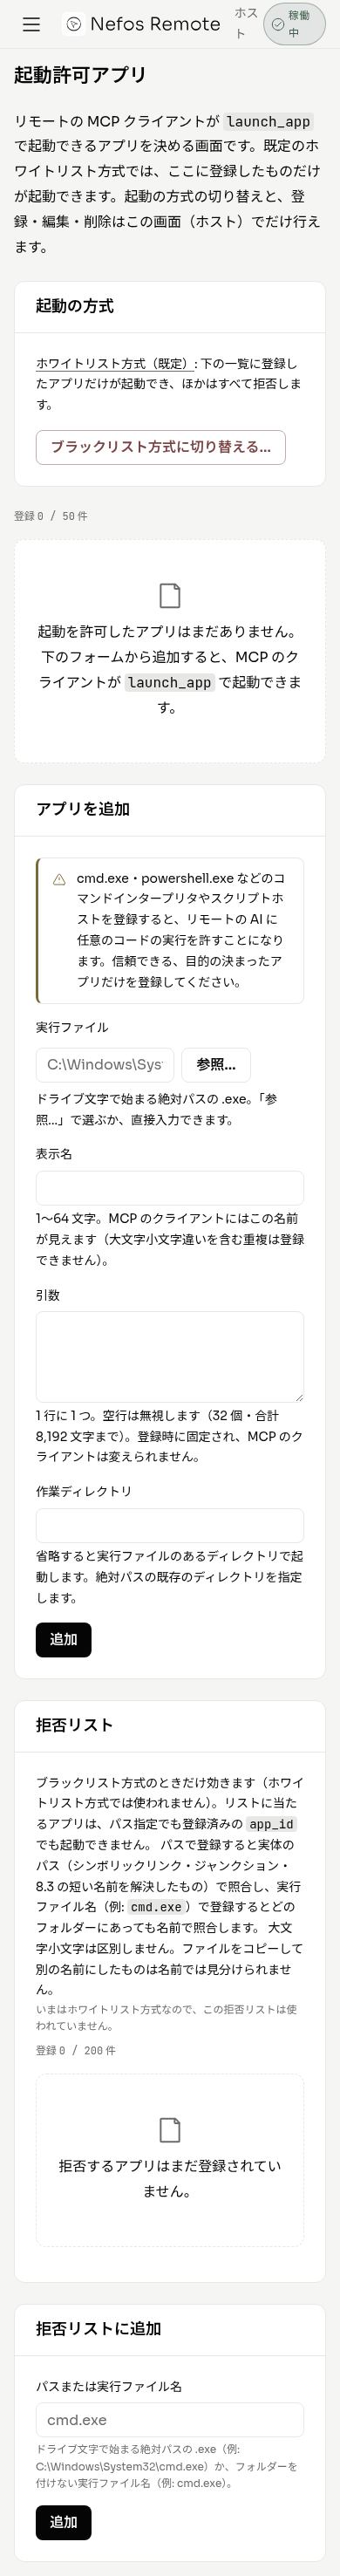 Nefos Remote
ホスト
稼働中
起動許可アプリ
リモートの MCP クライアントが launch_app
で起動できるアプリを決める画面です。既定のホ
ワイトリスト方式では、ここに登録したものだけ
が起動できます。起動の方式の切り替えと、登
録・編集・削除はこの画面（ホスト）でだけ行え
ます。
起動の方式
ホワイトリスト方式（既定）: 下の一覧に登録し
たアプリだけが起動でき、ほかはすべて拒否しま
す。
ブラックリスト方式に切り替える...
登録 0 / 50 件
起動を許可したアプリはまだありません。
下のフォームから追加すると、MCP のク
ライアントが launch_app で起動できま
す。
アプリを追加
cmd.exe・powershell.exe などのコ
マンドインタープリタやスクリプトホ
ストを登録すると、リモートの AI に
任意のコードの実行を許すことになり
ます。信頼できる、目的の決まったア
プリだけを登録してください。
実行ファイル
C:\Windows\Sys
参照...
ドライブ文字で始まる絶対パスの .exe。「参
照...」で選ぶか、直接入力できます。
表示名
1〜64 文字。MCP のクライアントにはこの名前
が見えます（大文字小文字違いを含む重複は登録
できません）。
引数
1 行に 1 つ。空行は無視します（32 個・合計
8,192 文字まで）。登録時に固定され、MCP のク
ライアントは変えられません。
作業ディレクトリ
省略すると実行ファイルのあるディレクトリで起
動します。絶対パスの既存のディレクトリを指定
します。
追加
拒否リスト
ブラックリスト方式のときだけ効きます（ホワイ
トリスト方式では使われません）。リストに当た
るアプリは、パス指定でも登録済みの app_id
でも起動できません。 パスで登録すると実体の
パス（シンボリックリンク・ジャンクション・
8.3 の短い名前を解決したもの）で照合し、実行
ファイル名（例: cmd.exe）で登録するとどの
フォルダーにあっても名前で照合します。 大文
字小文字は区別しません。ファイルをコピーして
別の名前にしたものは名前では見分けられませ
ん。
いまはホワイトリスト方式なので、この拒否リストは使
われていません。
登録 0 / 200 件
拒否するアプリはまだ登録されてい
ません。
拒否リストに追加
パスまたは実行ファイル名
cmd.exe
ドライブ文字で始まる絶対パスの .exe（例:
C:\Windows\System32\cmd.exe）か、フォルダーを
付けない実行ファイル名（例: cmd.exe）。
追加